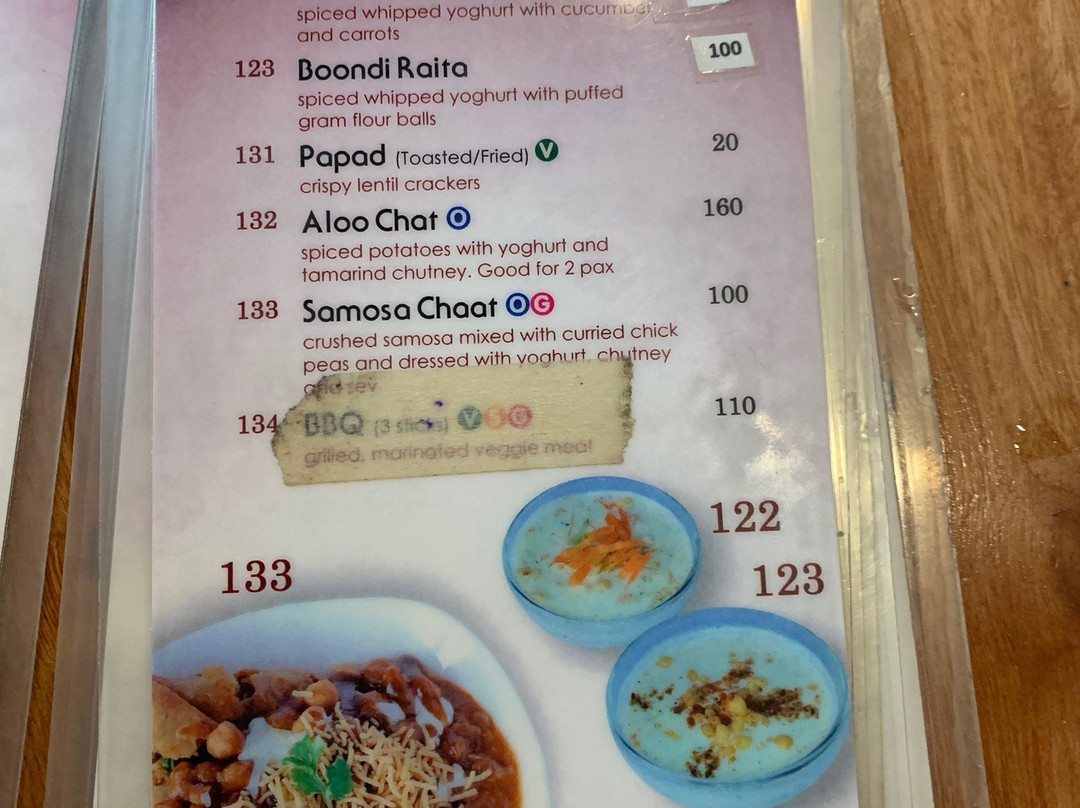 spiced whipped yoghurt with cucumber
and carrots
123 Boondi Raita 100
spiced whipped yoghurt with puffed
gram flour balls
131 Papad (Toasted/Fried) V 20
crispy lentil crackers
132 Aloo Chat O 160
spiced potatoes with yoghurt and
tamarind chutney. Good for 2 pax
133 Samosa Chaat O G 100
crushed samosa mixed with curried chick
peas and dressed with yoghurt, chutney
and sev
134 BBQ (3 sticks) V S G 110
grilled, marinated veggie meat
122
133
123